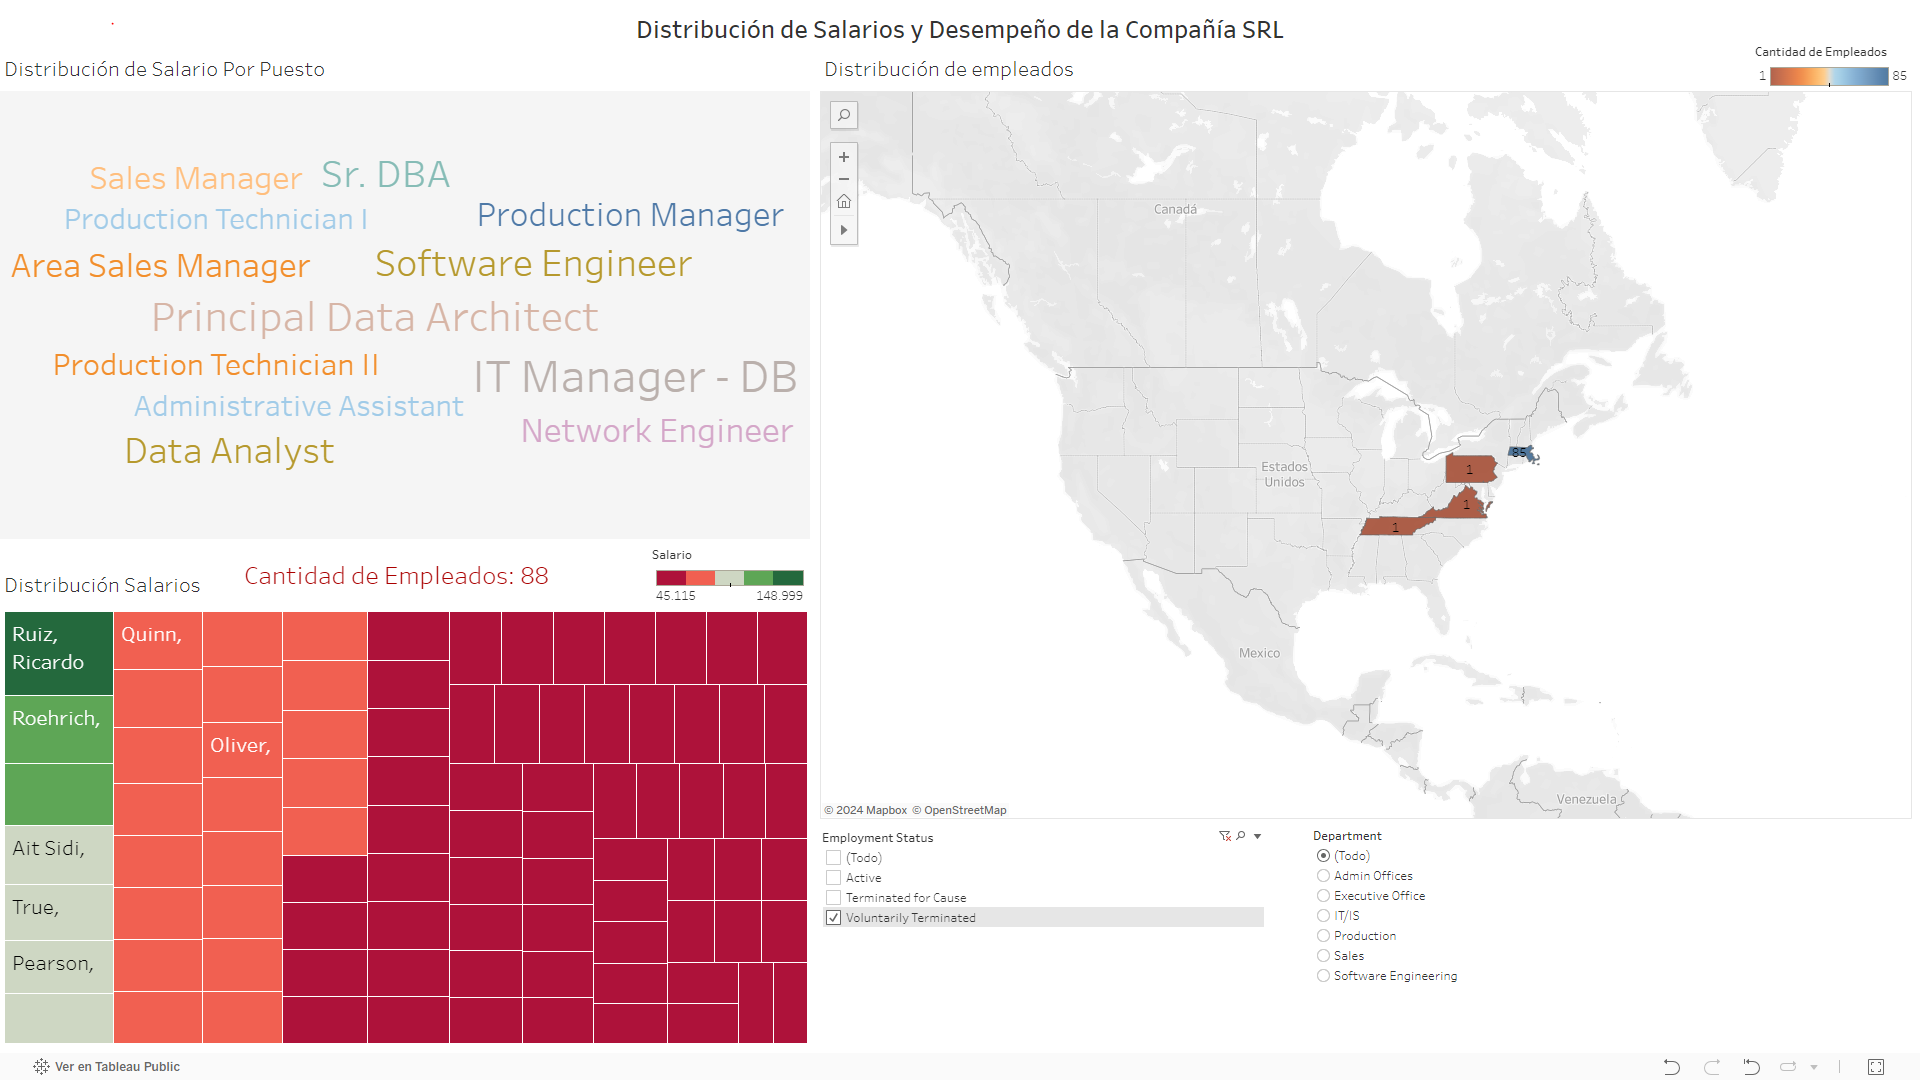 Distribución de Salarios y Desempeño de la Compañía SRL
Distribución de Salario Por Puesto
Sales Manager
Sr. DBA
Production Technician I
Production Manager
Area Sales Manager
Software Engineer
Principal Data Architect
Production Technician II
IT Manager - DB
Administrative Assistant
Network Engineer
Data Analyst
Distribución de empleados
Cantidad de Empleados
1
85
Canadá
Estados
Unidos
85
1
1
1
Mexico
Venezuela
© 2024 Mapbox © OpenStreetMap
Distribución Salarios
Cantidad de Empleados: 88
Salario
45.115
148.999
Ruiz,
Ricardo
Quinn,
Roehrich,
Oliver,
Ait Sidi,
True,
Pearson,
Employment Status
(Todo)
Active
Terminated for Cause
Voluntarily Terminated
Department
(Todo)
Admin Offices
Executive Office
IT/IS
Production
Sales
Software Engineering
Ver en Tableau Public